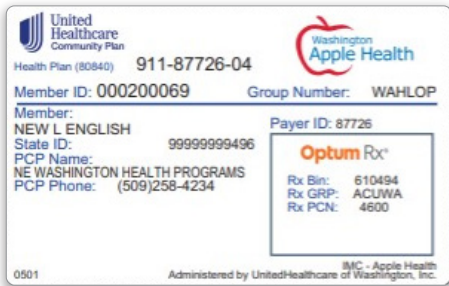 United
Healthcare
Community Plan
Washington
Apple Health
Health Plan (80840) 911-87726-04
Member ID: 000200069 Group Number: WAHLOP
Member:
NEW L ENGLISH
State ID: 99999999496
PCP Name:
NE WASHINGTON HEALTH PROGRAMS
PCP Phone: (509)258-4234
Payer ID: 87726
Optum Rx®
Rx Bin: 610494
Rx GRP: ACUWA
Rx PCN: 4600
0501
IMC - Apple Health
Administered by UnitedHealthcare of Washington, Inc.